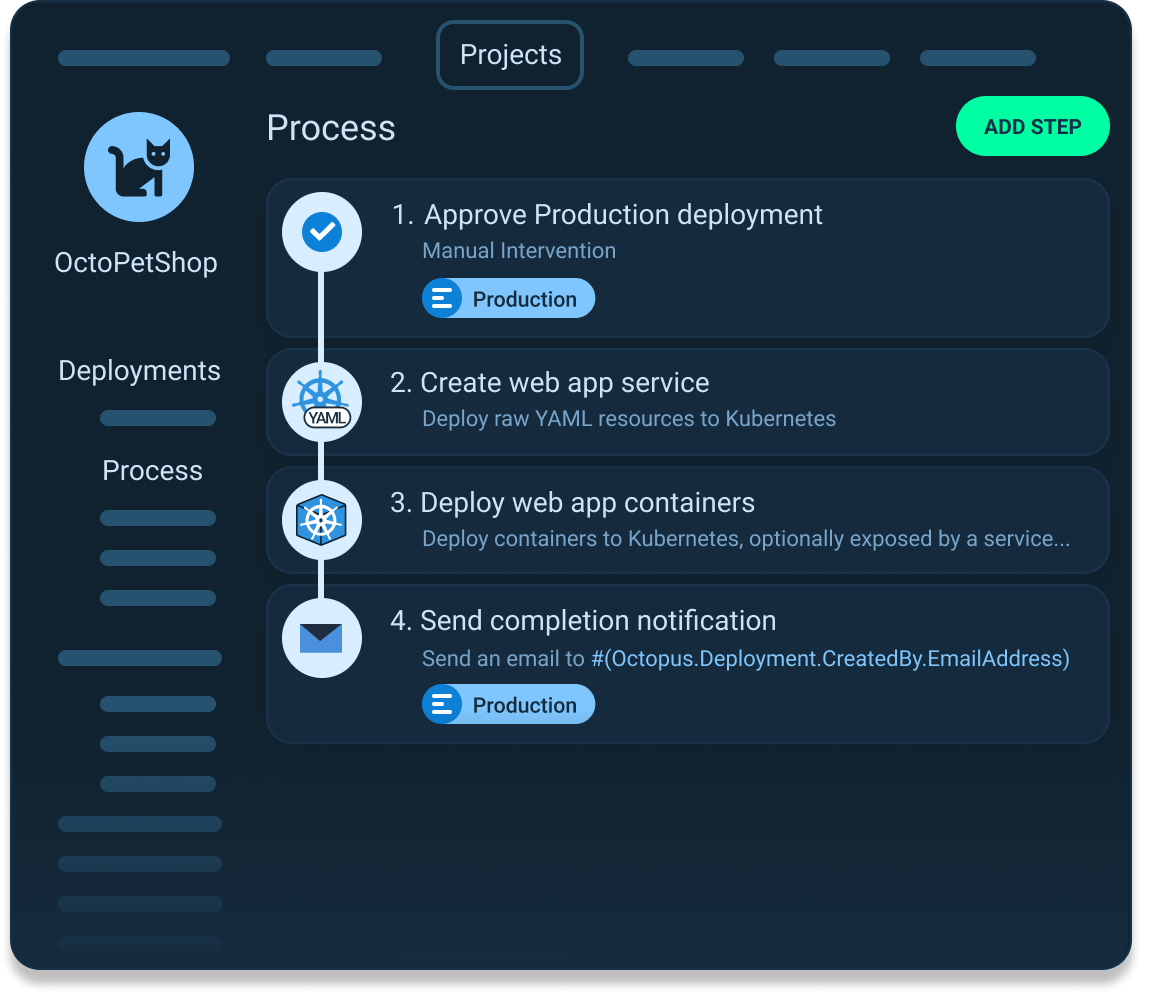 Projects
Process
ADD STEP
OctoPetShop
Deployments
Process
1. Approve Production deployment
Manual Intervention
Production
2. Create web app service
YAML
Deploy raw YAML resources to Kubernetes
3. Deploy web app containers
Deploy containers to Kubernetes, optionally exposed by a service...
4. Send completion notification
Send an email to #(Octopus.Deployment.CreatedBy.EmailAddress)
Production